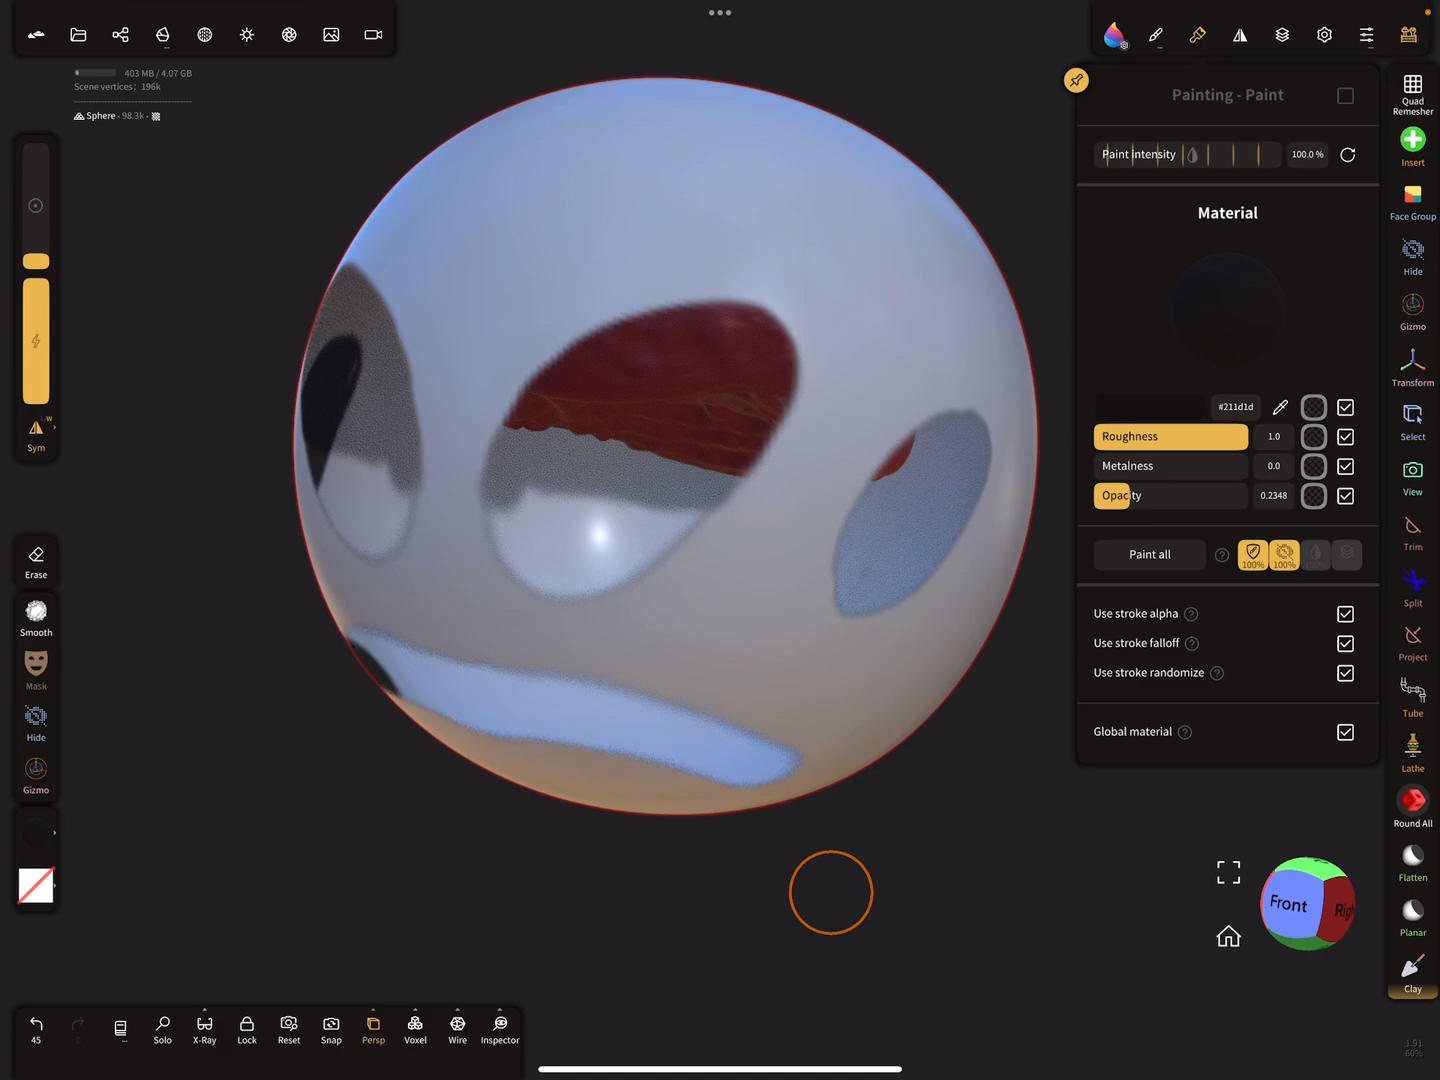 403 MB / 4.07 GB
Scene vertices: 196k
Sphere - 98.3k -
Painting - Paint
Paint intensity
100.0 %
Material
#211d1d
Roughness
1.0
Metalness
0.0
Opacity
0.2348
Paint all
?
100%
100%
Use stroke alpha ?
Use stroke falloff ?
Use stroke randomize ?
Global material ?
Quad
Remesher
Insert
Face Group
Hide
Gizmo
Transform
Select
View
Trim
Split
Project
Tube
Lathe
Round All
Flatten
Planar
Clay
Sym
Erase
Smooth
Mask
Hide
Gizmo
Front
45
Solo
X-Ray
Lock
Reset
Snap
Persp
Voxel
Wire
Inspector
1.91
60%